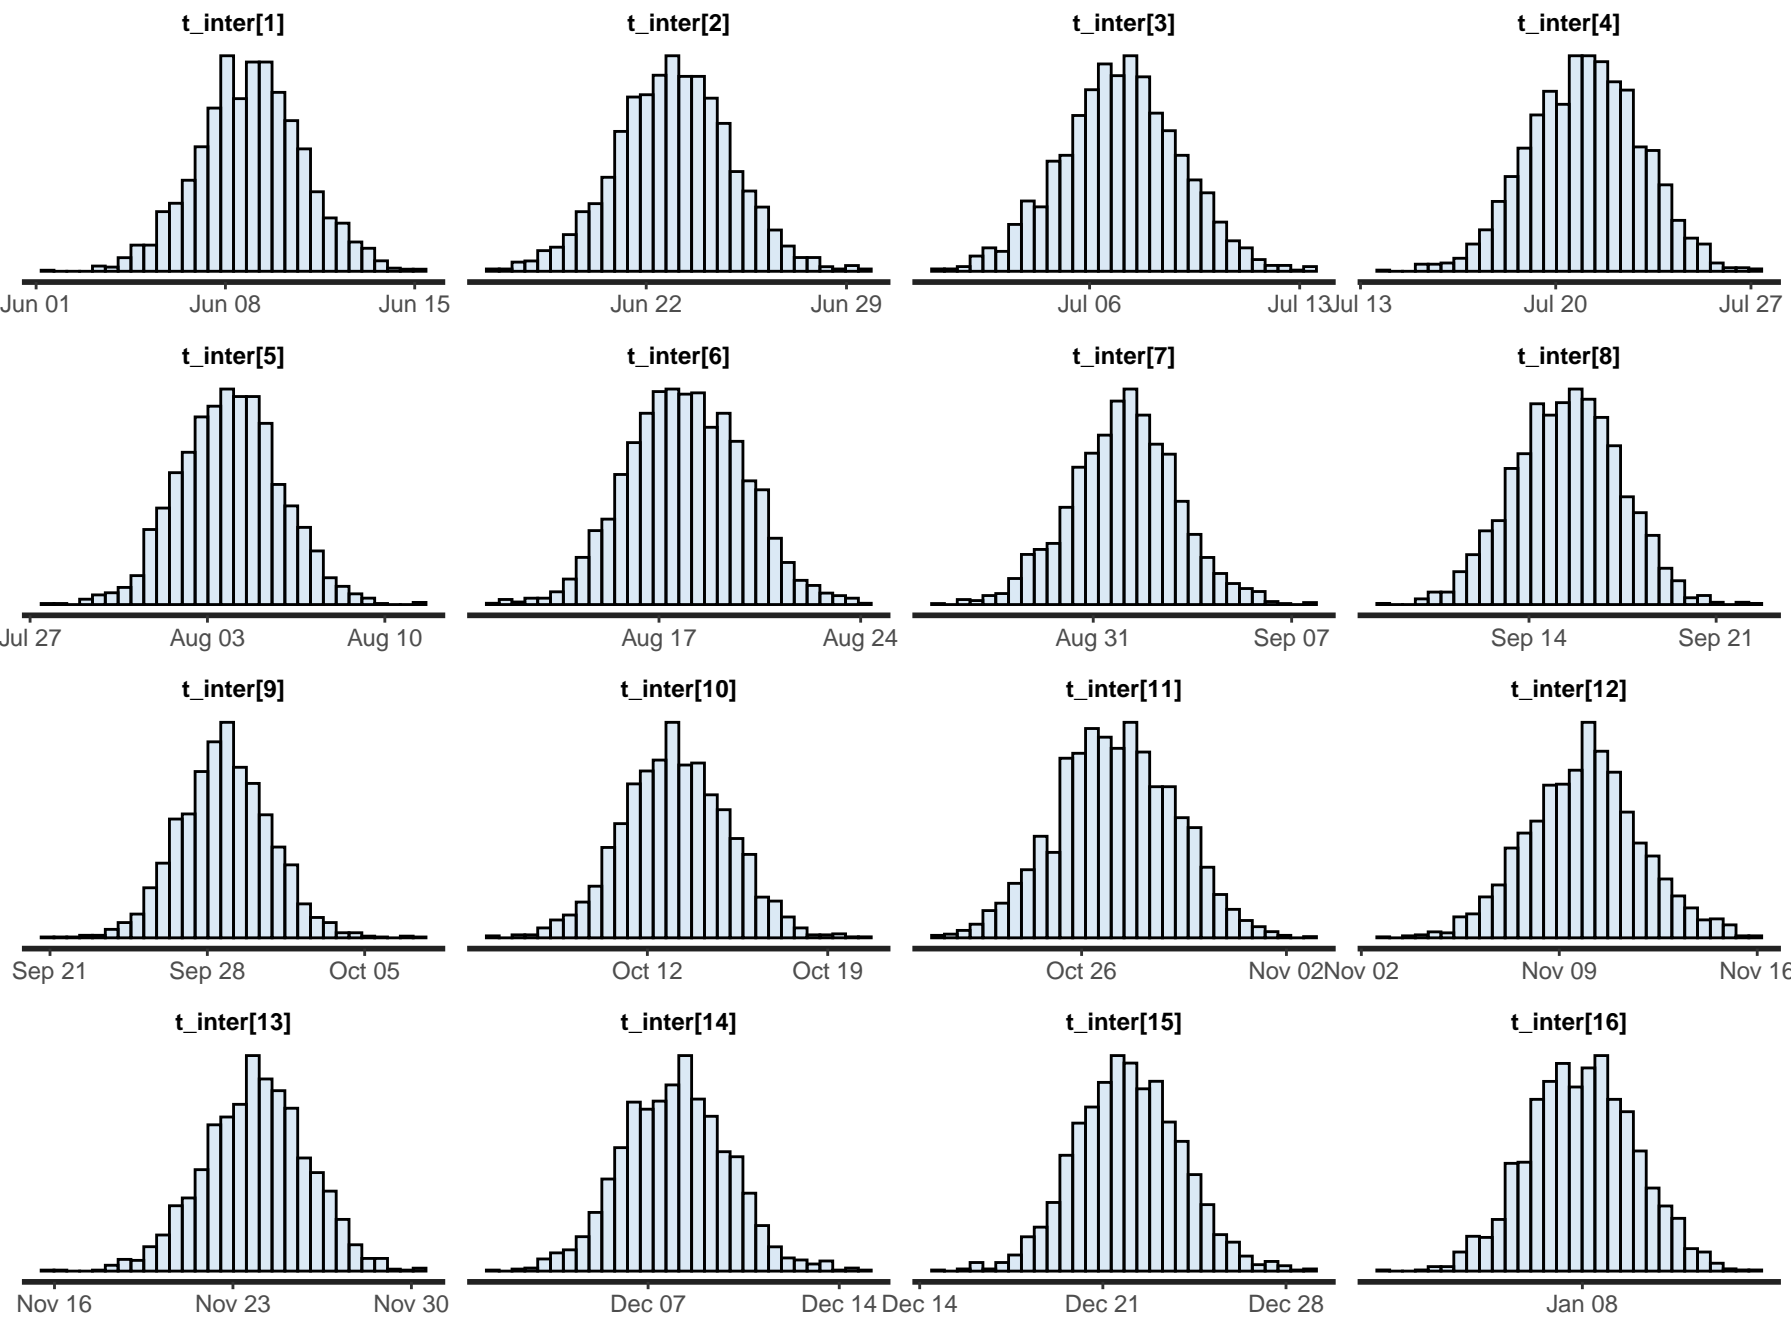 t_inter[1] t_inter[2] t_inter[3] t_inter[4]
Jun 01 Jun 08 Jun 15 Jun 22 Jun 29 Jul 06 Jul 13 Jul 13 Jul 20 Jul 27
t_inter[5] t_inter[6] t_inter[7] t_inter[8]
Jul 27 Aug 03 Aug 10 Aug 17 Aug 24 Aug 31 Sep 07 Sep 14 Sep 21
t_inter[9] t_inter[10] t_inter[11] t_inter[12]
Sep 21 Sep 28 Oct 05 Oct 12 Oct 19 Oct 26 Nov 02 Nov 02 Nov 09 Nov 16
t_inter[13] t_inter[14] t_inter[15] t_inter[16]
Nov 16 Nov 23 Nov 30 Dec 07 Dec 14 Dec 14 Dec 21 Dec 28 Jan 08